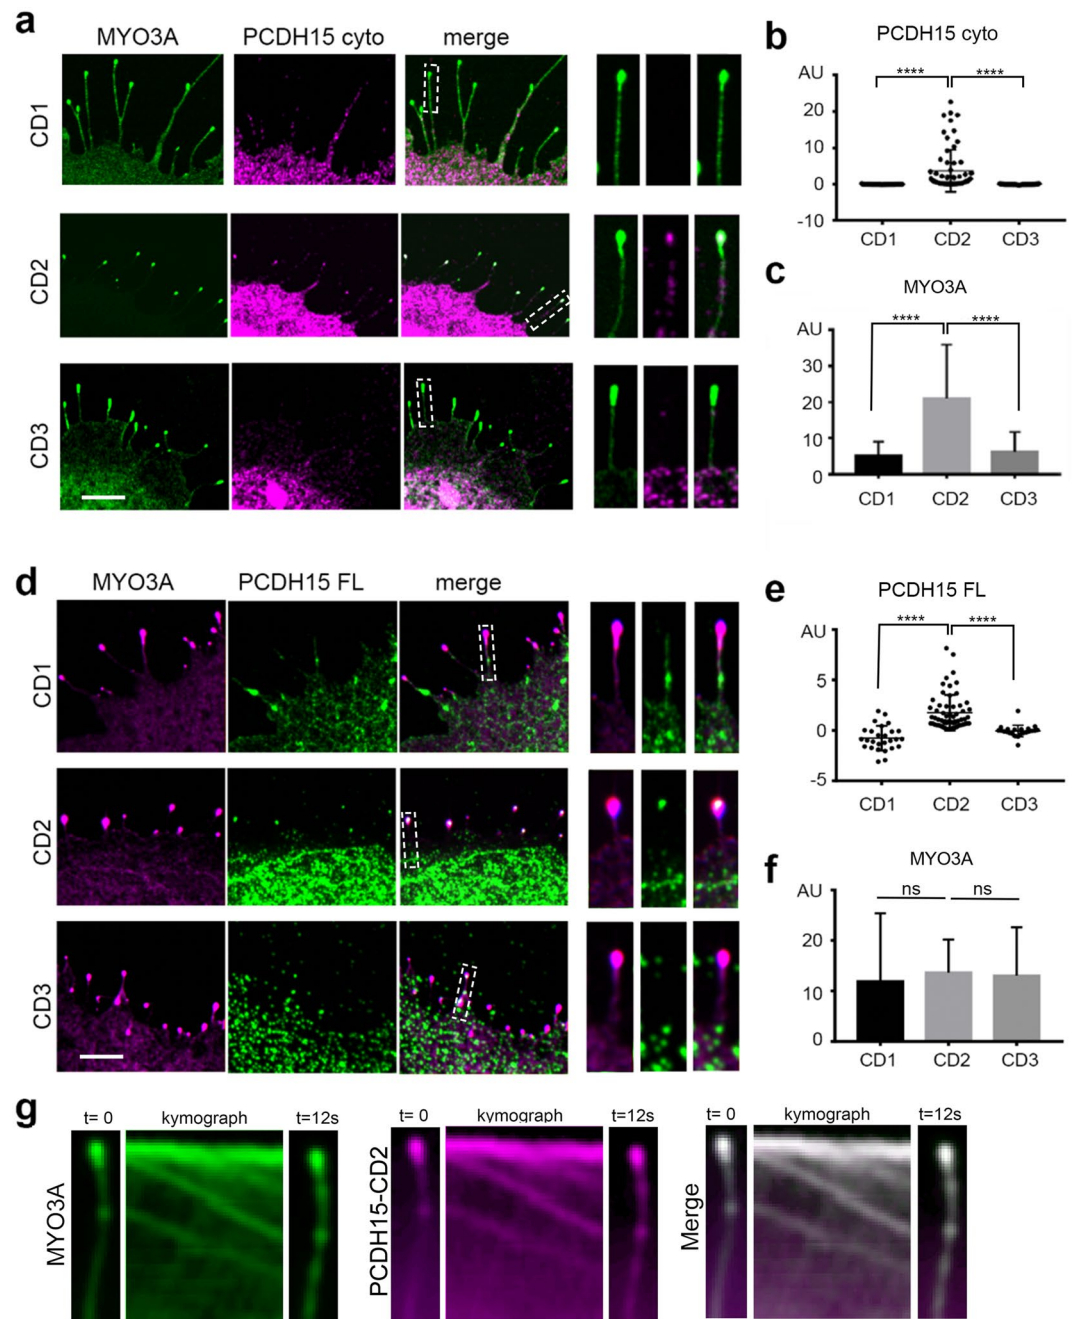 a
MYO3A PCDH15 cyto merge
CD1
CD2
CD3
b
PCDH15 cyto
AU
**** ****
20
10
0
-10
CD1 CD2 CD3
c
MYO3A
AU
**** ****
30
20
10
0
CD1 CD2 CD3
d
MYO3A PCDH15 FL merge
CD1
CD2
CD3
e
PCDH15 FL
AU
**** ****
5
0
-5
CD1 CD2 CD3
f
MYO3A
AU
ns ns
20
10
0
CD1 CD2 CD3
g
t= 0 kymograph t=12s
MYO3A
t= 0 kymograph t=12s
PCDH15-CD2
t= 0 kymograph t=12s
Merge